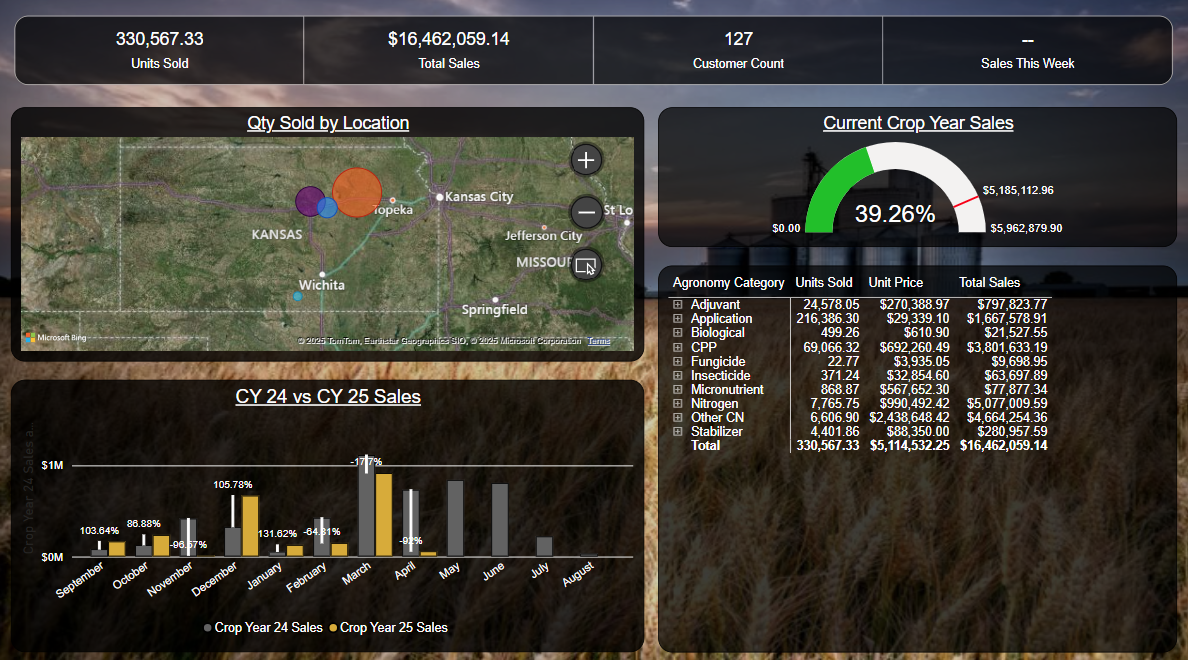 330,567.33
Units Sold
$16,462,059.14
Total Sales
127
Customer Count
--
Sales This Week
Qty Sold by Location
Kansas City
Topeka
St Lo
KANSAS
Jefferson City
MISSOUR
Wichita
Springfield
Microsoft Bing
© 2025 TomTom, Earthstar Geographics SIO, © 2025 Microsoft Corporation Terms
Current Crop Year Sales
$5,185,112.96
39.26%
$0.00
$5,962,879.90
CY 24 vs CY 25 Sales
Crop Year 24 Sales a
$1M
$0M
103.64%
86.88%
-96.67%
105.78%
131.62%
-64.81%
-17.7%
-92%
September
October
November
December
January
February
March
April
May
June
July
August
Crop Year 24 Sales Crop Year 25 Sales
Agronomy Category Units Sold Unit Price Total Sales
Adjuvant 24,578.05 $270,388.97 $797,823.77
Application 216,386.30 $29,339.10 $1,667,578.91
Biological 499.26 $610.90 $21,527.55
CPP 69,066.32 $692,260.49 $3,801,633.19
Fungicide 22.77 $3,935.05 $9,698.95
Insecticide 371.24 $32,854.60 $63,697.89
Micronutrient 868.87 $567,652.30 $77,877.34
Nitrogen 7,765.75 $990,492.42 $5,077,009.59
Other CN 6,606.90 $2,438,648.42 $4,664,254.36
Stabilizer 4,401.86 $88,350.00 $280,957.59
Total 330,567.33 $5,114,532.25 $16,462,059.14